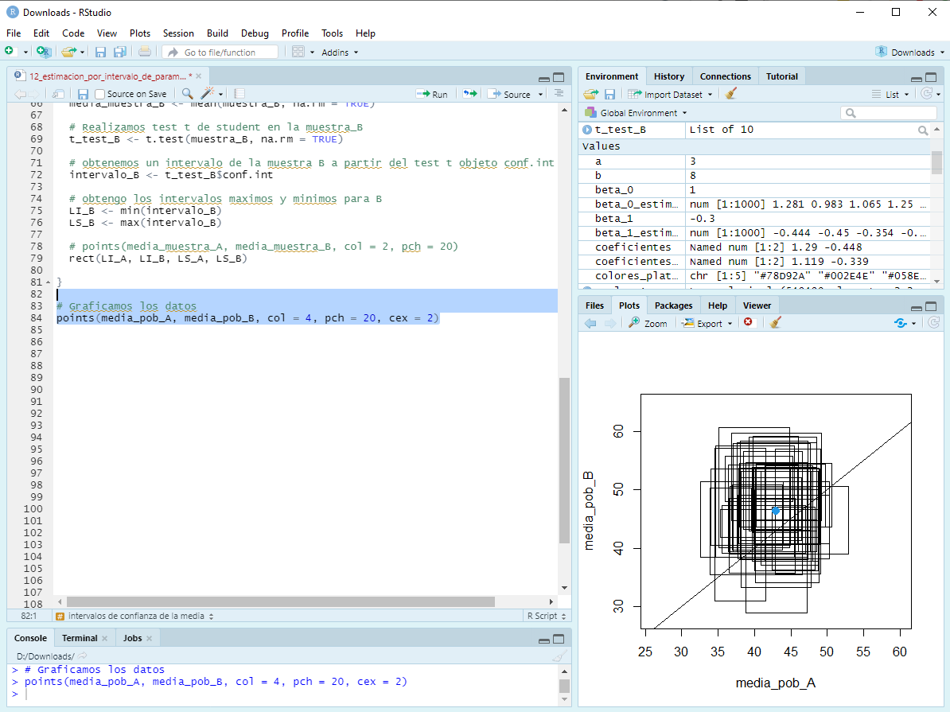 Downloads - RStudio
File Edit Code View Plots Session Build Debug Profile Tools Help
Go to file/function Addins Downloads
12_estimacion_por_intervalo_de_param... *
Source on Save Run Source
66 media_muestra_B <- mean(muestra_B, na.rm = TRUE)
67
68 # Realizamos test t de student en la muestra_B
69 t_test_B <- t.test(muestra_B, na.rm = TRUE)
70
71 # obtenemos un intervalo de la muestra B a partir del test t objeto conf.int
72 intervalo_B <- t_test_B$conf.int
73
74 # obtengo los intervalos maximos y minimos para B
75 LI_B <- min(intervalo_B)
76 LS_B <- max(intervalo_B)
77
78 # points(media_muestra_A, media_muestra_B, col = 2, pch = 20)
79 rect(LI_A, LI_B, LS_A, LS_B)
80
81 }
82
83 # Graficamos los datos
84 points(media_pob_A, media_pob_B, col = 4, pch = 20, cex = 2)
85
86
87
88
89
90
91
92
93
94
95
96
97
98
99
100
101
102
103
104
105
106
107
108
82:1 Intervalos de confianza de la media R Script
Console Terminal Jobs
D:/Downloads/
> # Graficamos los datos
> points(media_pob_A, media_pob_B, col = 4, pch = 20, cex = 2)
>
Environment History Connections Tutorial
Import Dataset List
Global Environment
t_test_B List of 10
Values
a 3
b 8
beta_0 1
beta_0_estim... num [1:1000] 1.281 0.983 1.065 1.25 ...
beta_1 -0.3
beta_1_estim... num [1:1000] -0.444 -0.45 -0.354 -0....
coeficientes Named num [1:2] 1.29 -0.448
coeficientes... Named num [1:2] 1.119 -0.339
colores_plat... chr [1:5] "#78D92A" "#002E4E" "#058E...
Files Plots Packages Help Viewer
Zoom Export
media_pob_B
60
50
40
30
25 30 35 40 45 50 55 60
media_pob_A